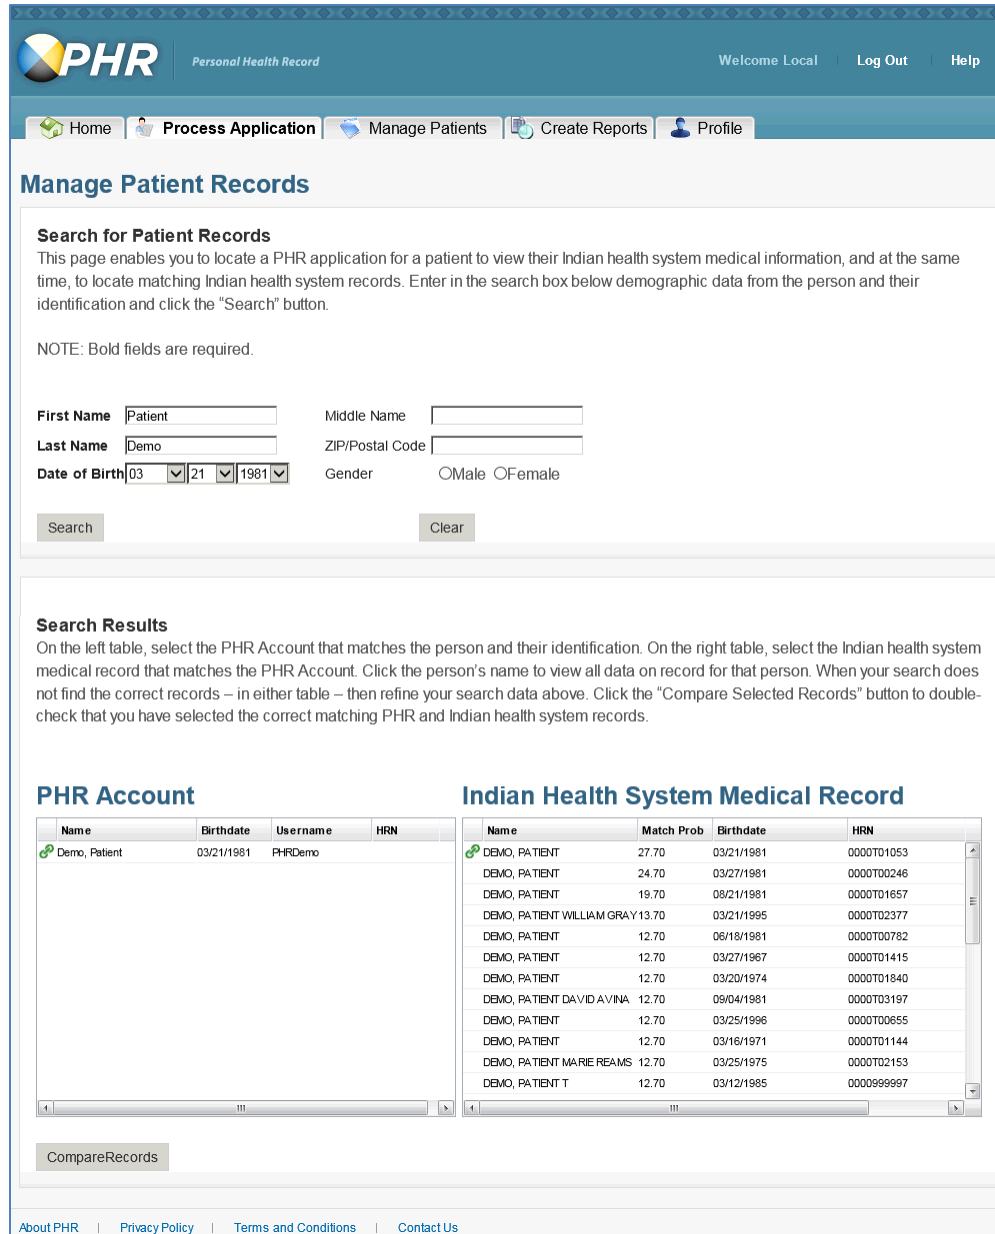 PHR Personal Health Record Welcome Local Log Out Help
Home Process Application Manage Patients Create Reports Profile
Manage Patient Records
Search for Patient Records
This page enables you to locate a PHR application for a patient to view their Indian health system medical information, and at the same
time, to locate matching Indian health system records. Enter in the search box below demographic data from the person and their
identification and click the “Search” button.
NOTE: Bold fields are required.
First Name Patient Middle Name
Last Name Demo ZIP/Postal Code
Date of Birth 03 21 1981 Gender Male Female
Search Clear
Search Results
On the left table, select the PHR Account that matches the person and their identification. On the right table, select the Indian health system
medical record that matches the PHR Account. Click the person’s name to view all data on record for that person. When your search does
not find the correct records – in either table – then refine your search data above. Click the “Compare Selected Records” button to double-
check that you have selected the correct matching PHR and Indian health system records.
PHR Account
Name Birthdate Username HRN
Demo, Patient 03/21/1981 PHRDemo
Indian Health System Medical Record
Name Match Prob Birthdate HRN
DEMO, PATIENT 27.70 03/21/1981 0000T01053
DEMO, PATIENT 24.70 03/27/1981 0000T00246
DEMO, PATIENT 19.70 08/21/1981 0000T01657
DEMO, PATIENT WILLIAM GRAY 13.70 03/21/1995 0000T02377
DEMO, PATIENT 12.70 06/18/1981 0000T00782
DEMO, PATIENT 12.70 03/27/1967 0000T01415
DEMO, PATIENT 12.70 03/20/1974 0000T01840
DEMO, PATIENT DAVID AVINA 12.70 09/04/1981 0000T03197
DEMO, PATIENT 12.70 03/25/1996 0000T00655
DEMO, PATIENT 12.70 03/16/1971 0000T01144
DEMO, PATIENT MARIE REAMS 12.70 03/25/1975 0000T02153
DEMO, PATIENT T 12.70 03/12/1985 0000999997
CompareRecords
About PHR | Privacy Policy | Terms and Conditions | Contact Us